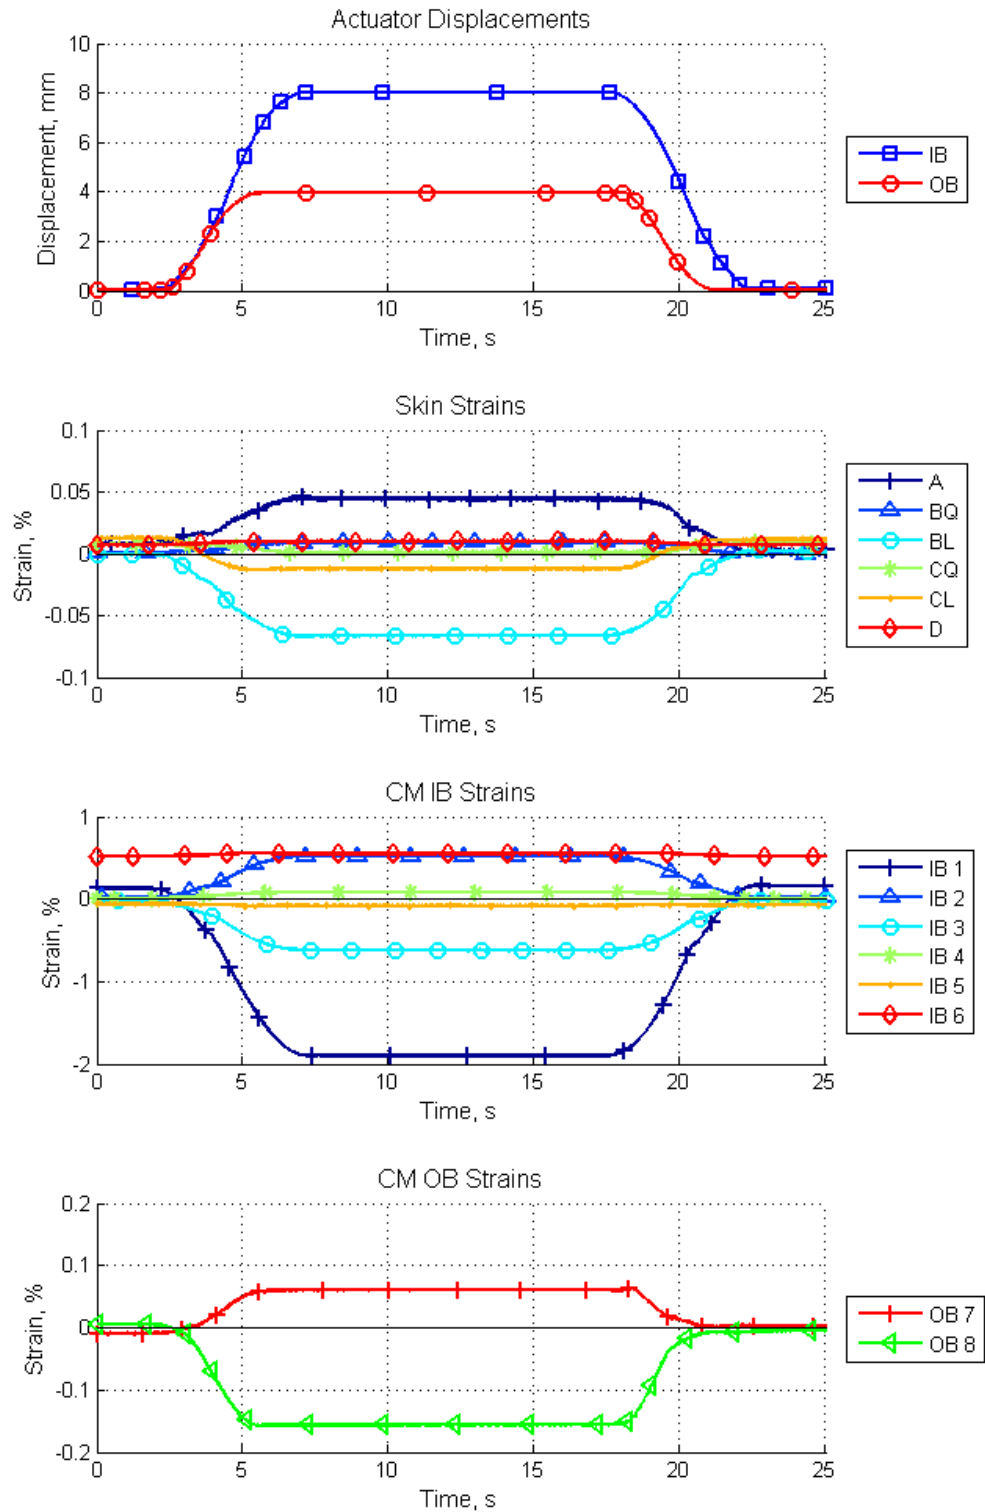 Actuator Displacements
10
8
6
4
2
0
Displacement, mm
0 5 10 15 20 25
Time, s
IB
OB
Skin Strains
0.1
0.05
0
-0.05
-0.1
Strain, %
0 5 10 15 20 25
Time, s
A
BQ
BL
CQ
CL
D
CM IB Strains
1
0
-1
-2
Strain, %
0 5 10 15 20 25
Time, s
IB 1
IB 2
IB 3
IB 4
IB 5
IB 6
CM OB Strains
0.2
0.1
0
-0.1
-0.2
Strain, %
0 5 10 15 20 25
Time, s
OB 7
OB 8